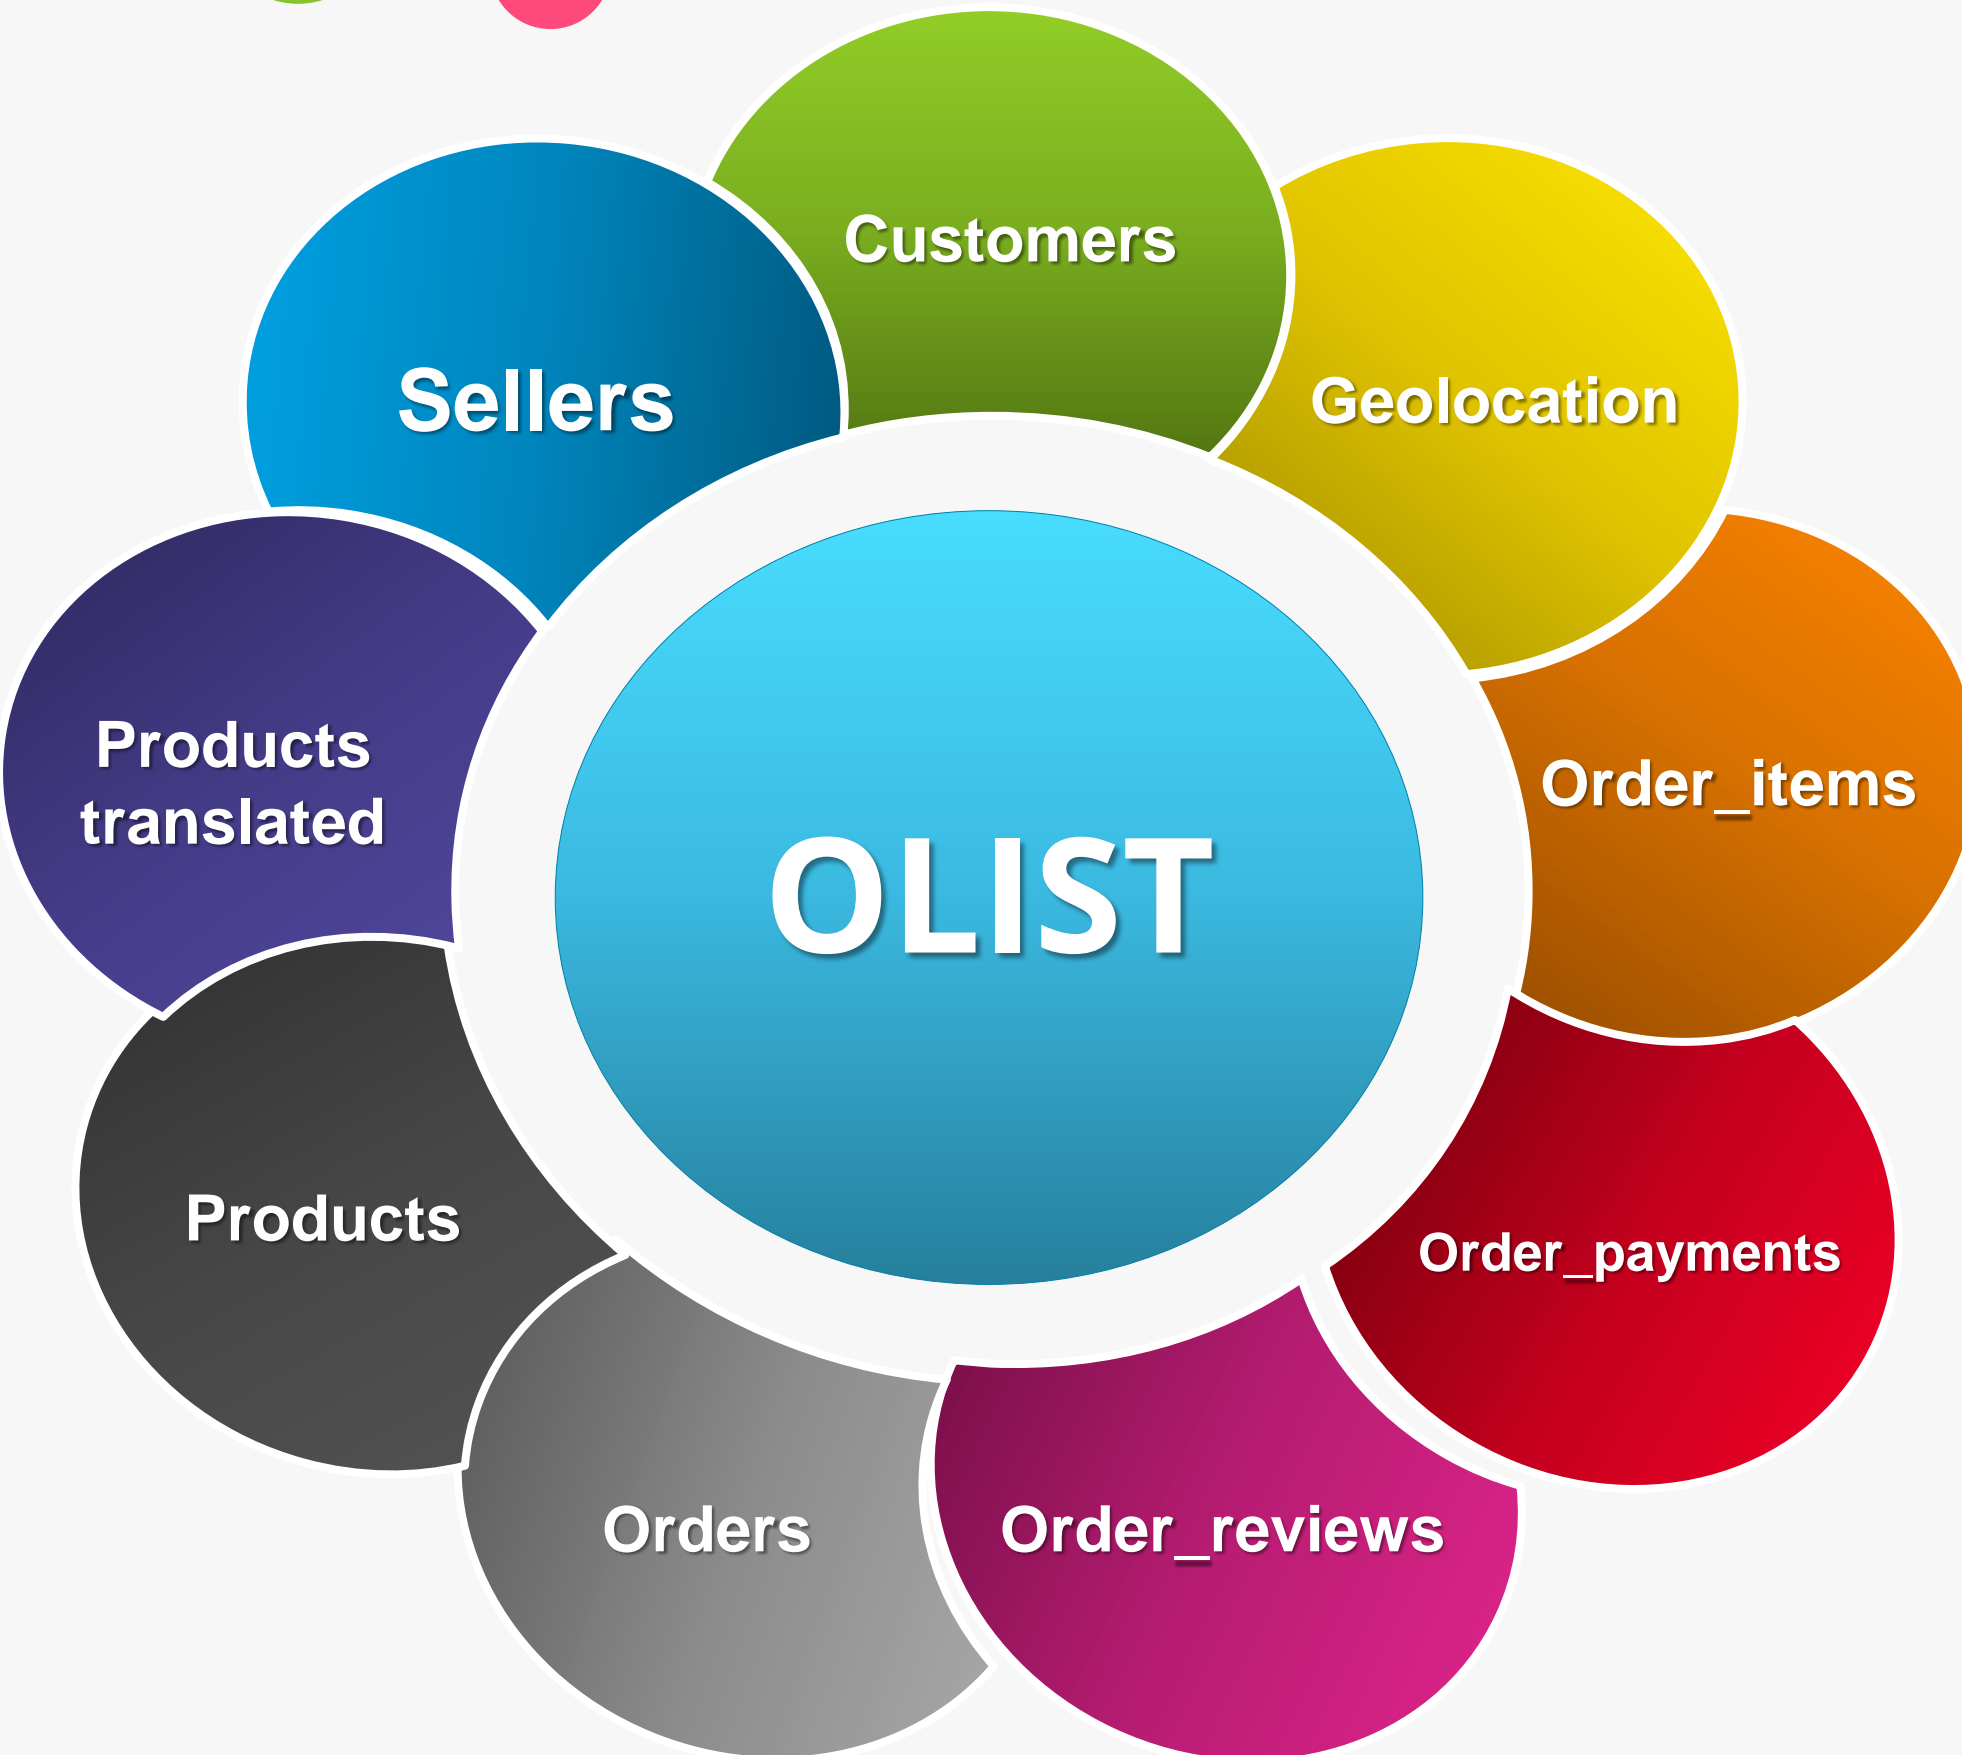 Customers
Sellers
Geolocation
Products
translated
Order_items
OLIST
Products
Order_payments
Orders
Order_reviews